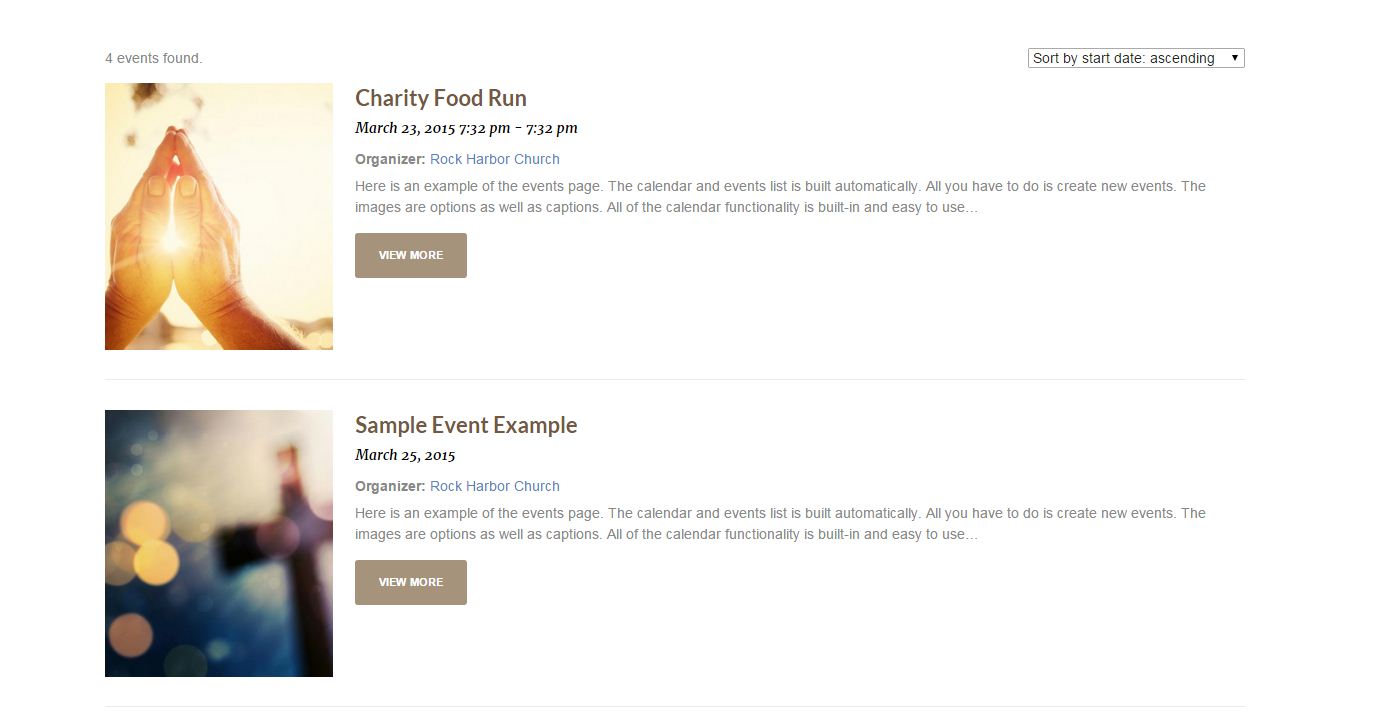 4 events found.
Sort by start date: ascending
Charity Food Run
March 23, 2015 7:32 pm - 7:32 pm
Organizer: Rock Harbor Church
Here is an example of the events page. The calendar and events list is built automatically. All you have to do is create new events. The
images are options as well as captions. All of the calendar functionality is built-in and easy to use…
VIEW MORE
Sample Event Example
March 25, 2015
Organizer: Rock Harbor Church
Here is an example of the events page. The calendar and events list is built automatically. All you have to do is create new events. The
images are options as well as captions. All of the calendar functionality is built-in and easy to use…
VIEW MORE